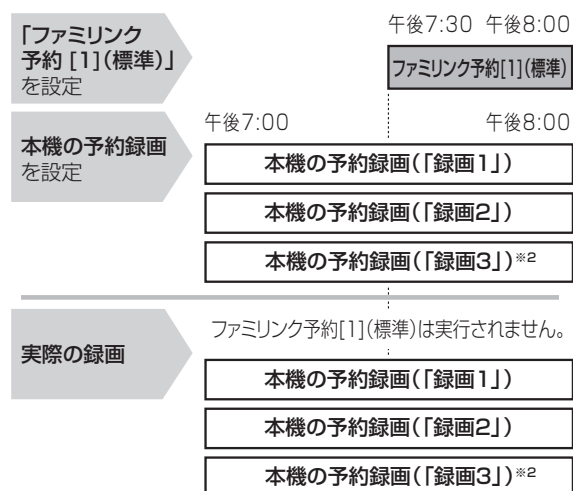 「ファミリンク
予約 [1](標準)」
を設定
午後7:30 午後8:00
ファミリンク予約[1](標準)
本機の予約録画
を設定
午後7:00 午後8:00
本機の予約録画(「録画1」)
本機の予約録画(「録画2」)
本機の予約録画(「録画3」)※2
実際の録画
ファミリンク予約[1](標準)は実行されません。
本機の予約録画(「録画1」)
本機の予約録画(「録画2」)
本機の予約録画(「録画3」)※2